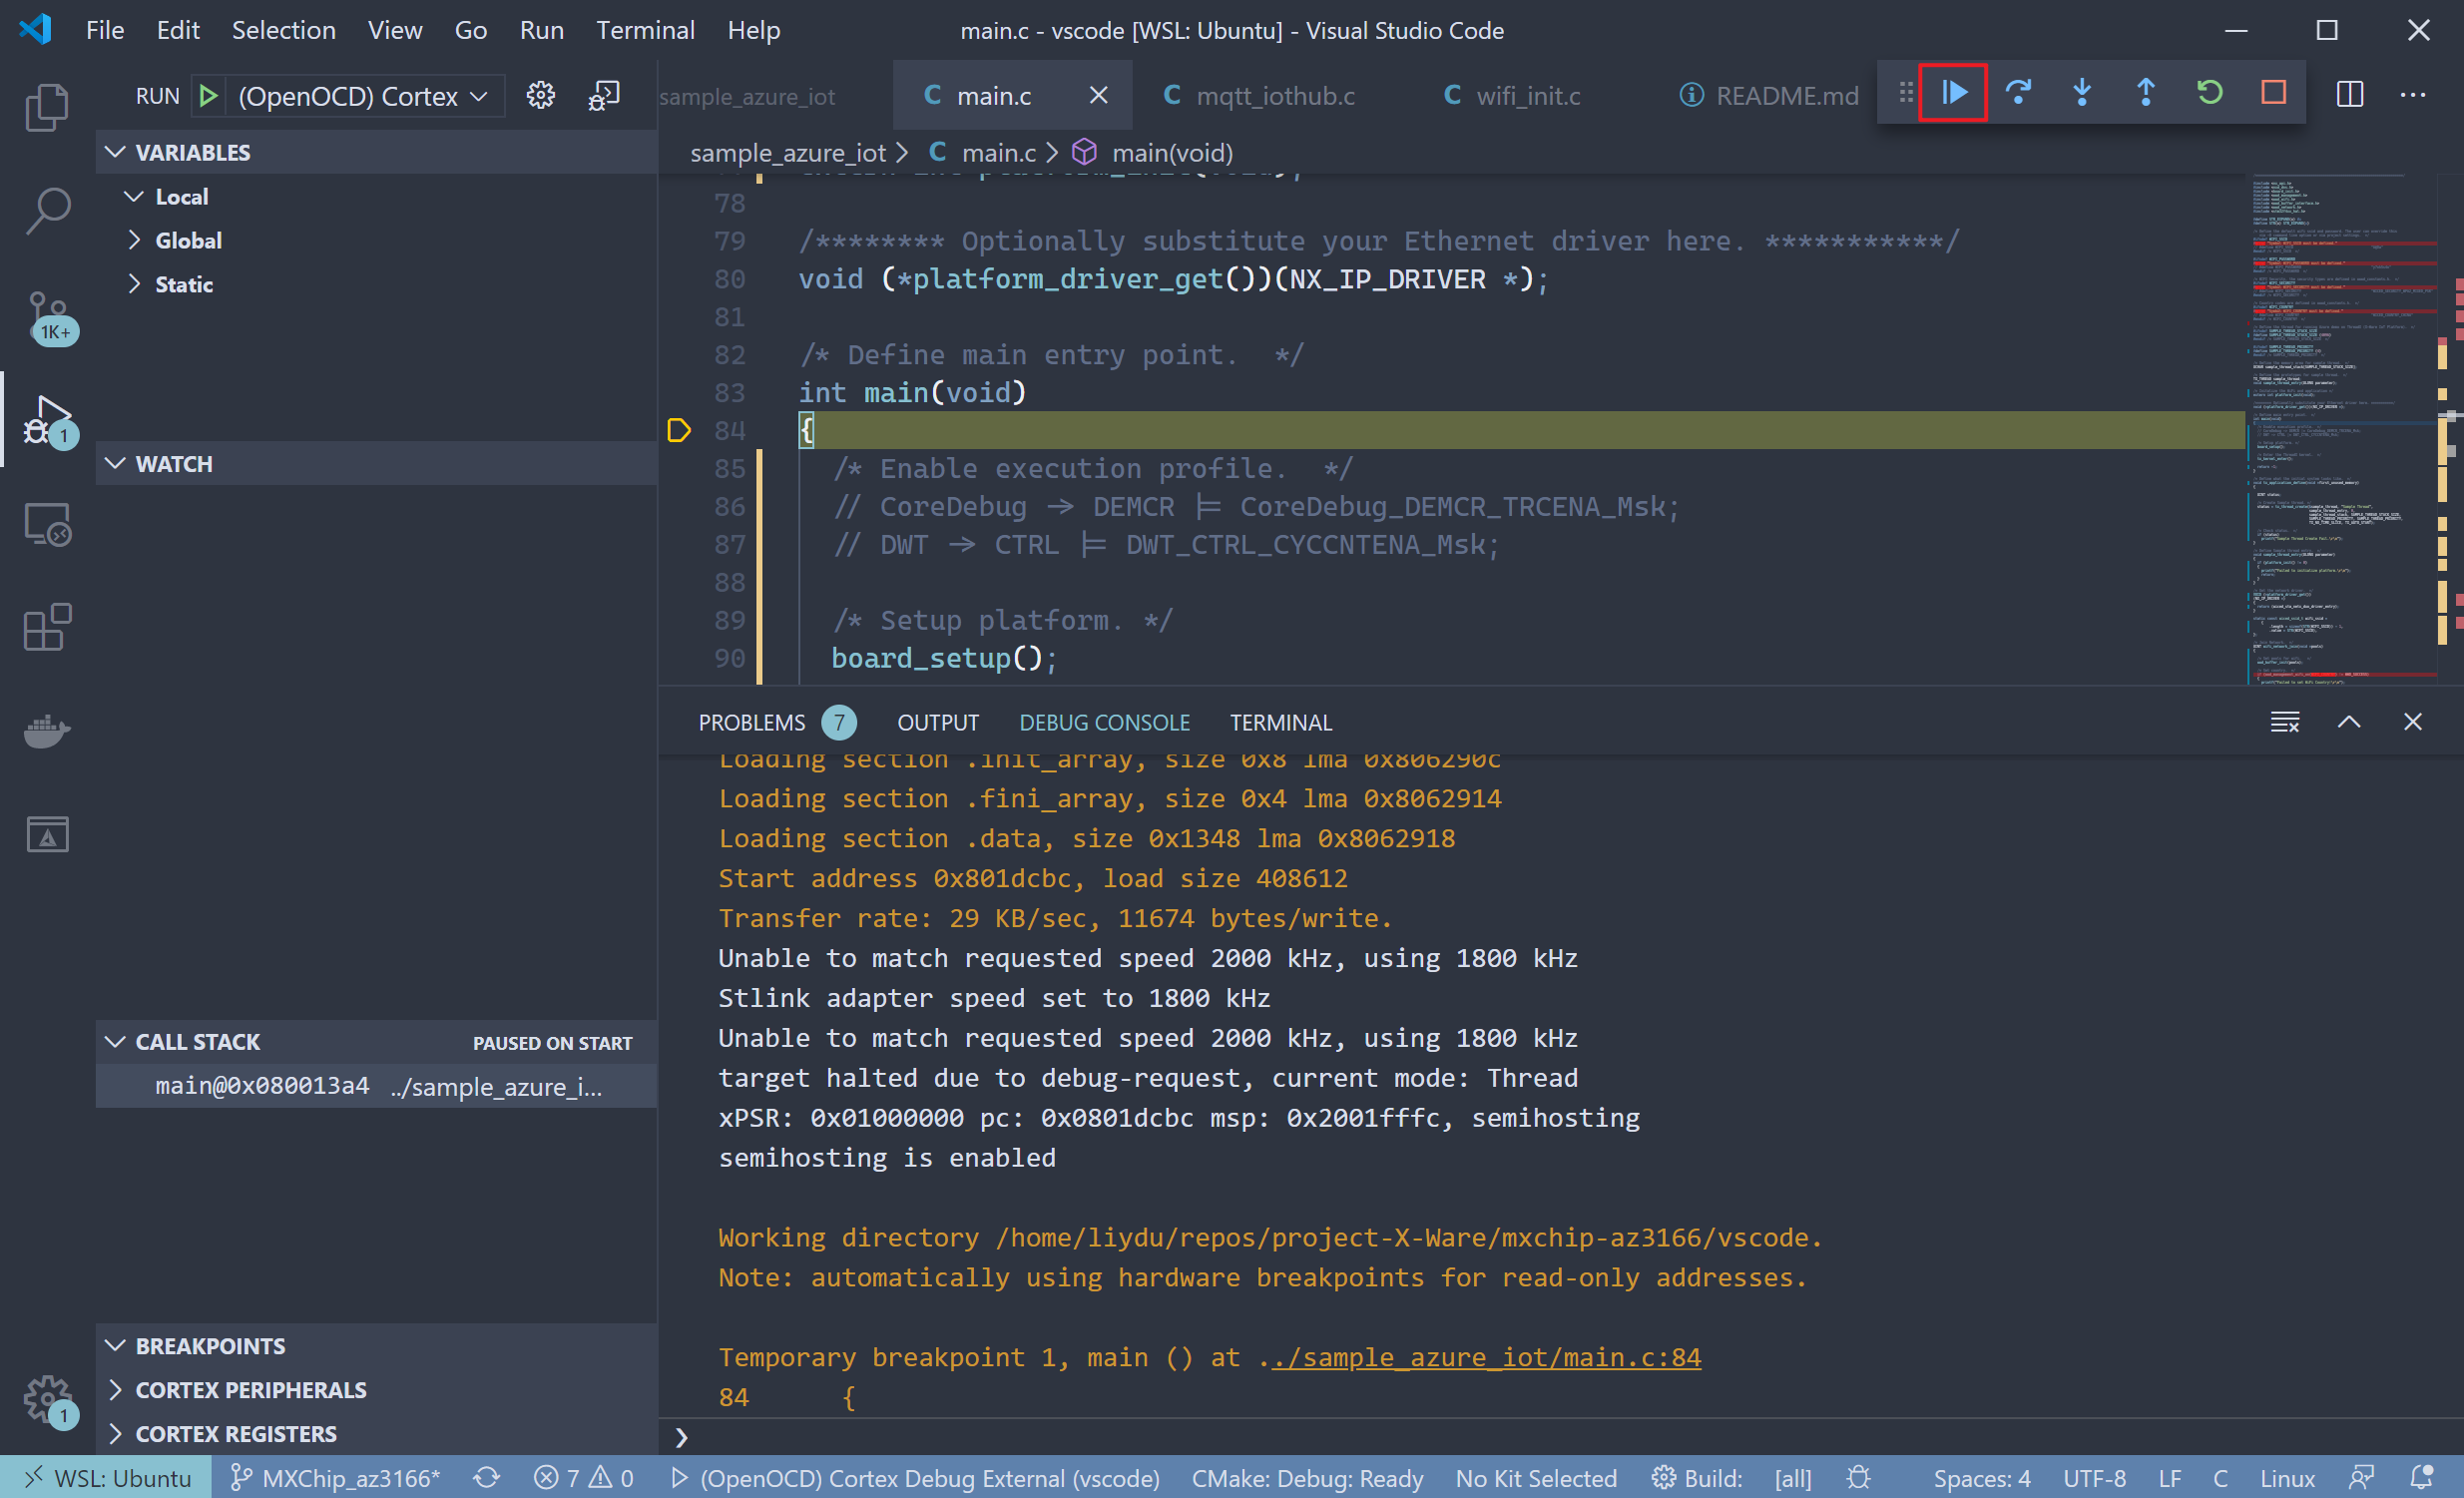 File Edit Selection View Go Run Terminal Help
main.c - vscode [WSL: Ubuntu] - Visual Studio Code
RUN (OpenOCD) Cortex
sample_azure_iot
C main.c
C mqtt_iothub.c
C wifi_init.c
README.md
VARIABLES
Local
Global
Static
1K+
1
WATCH
CALL STACK PAUSED ON START
main@0x080013a4 ../sample_azure_i...
BREAKPOINTS
CORTEX PERIPHERALS
CORTEX REGISTERS
1
sample_azure_iot > C main.c > main(void)
78
79 /******** Optionally substitute your Ethernet driver here. ***********/
80 void (*platform_driver_get())(NX_IP_DRIVER *);
81
82 /* Define main entry point.  */
83 int main(void)
84 {
85 /* Enable execution profile.  */
86 // CoreDebug -> DEMCR |= CoreDebug_DEMCR_TRCENA_Msk;
87 // DWT -> CTRL |= DWT_CTRL_CYCCNTENA_Msk;
88
89 /* Setup platform. */
90 board_setup();
PROBLEMS 7 OUTPUT DEBUG CONSOLE TERMINAL
Loading section .init_array, size 0x8 lma 0x806290c
Loading section .fini_array, size 0x4 lma 0x8062914
Loading section .data, size 0x1348 lma 0x8062918
Start address 0x801dcbc, load size 408612
Transfer rate: 29 KB/sec, 11674 bytes/write.
Unable to match requested speed 2000 kHz, using 1800 kHz
Stlink adapter speed set to 1800 kHz
Unable to match requested speed 2000 kHz, using 1800 kHz
target halted due to debug-request, current mode: Thread
xPSR: 0x01000000 pc: 0x0801dcbc msp: 0x2001fffc, semihosting
semihosting is enabled
Working directory /home/liydu/repos/project-X-Ware/mxchip-az3166/vscode.
Note: automatically using hardware breakpoints for read-only addresses.
Temporary breakpoint 1, main () at ../sample_azure_iot/main.c:84
84 {
WSL: Ubuntu MXChip_az3166* 7 0 (OpenOCD) Cortex Debug External (vscode) CMake: Debug: Ready No Kit Selected Build: [all] Spaces: 4 UTF-8 LF C Linux